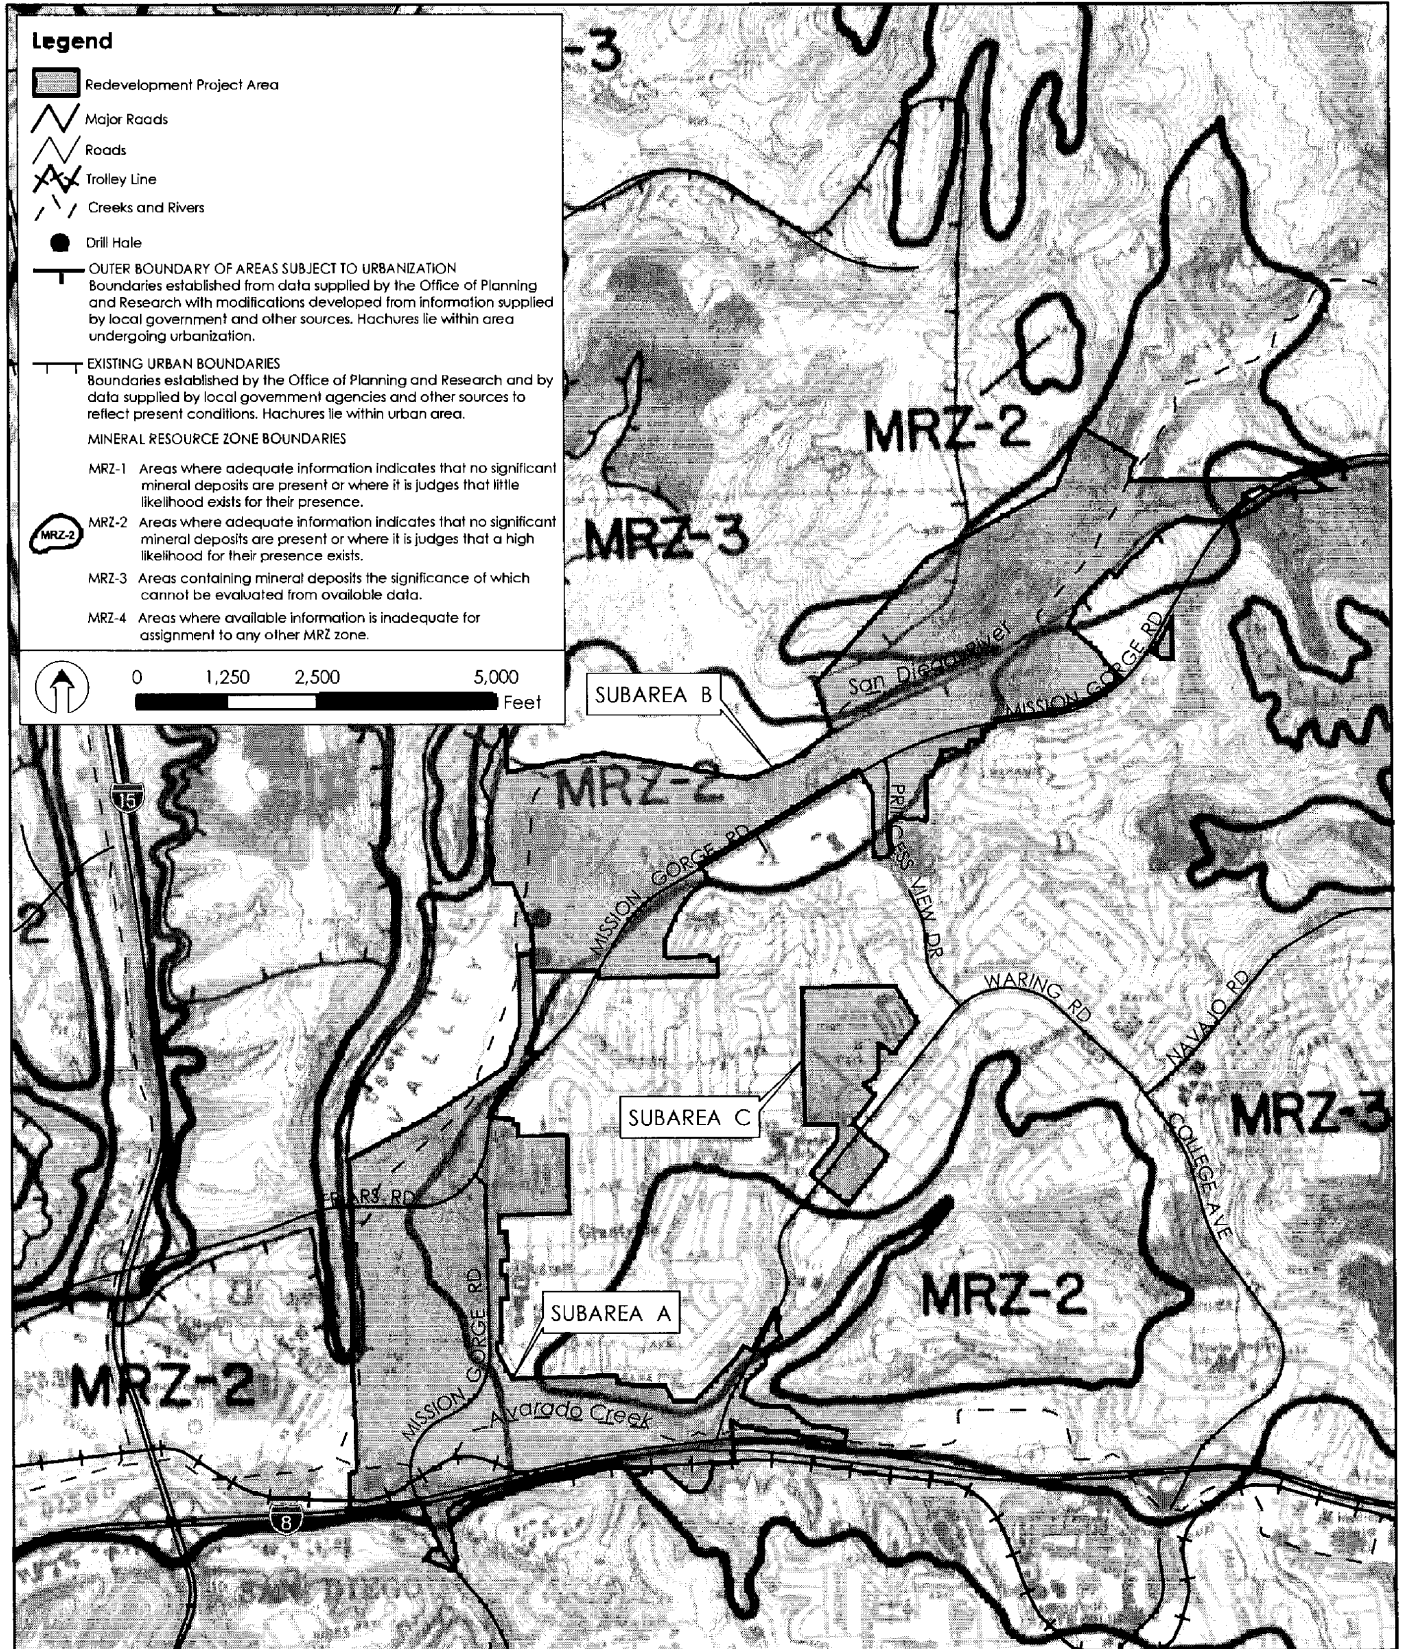 Legend
Redevelopment Project Area
Major Roads
Roads
Trolley Line
Creeks and Rivers
Drill Hale
OUTER BOUNDARY OF AREAS SUBJECT TO URBANIZATION
Boundaries established from data supplied by the Office of Planning
and Research with modifications developed from information supplied
by local government and other sources. Hachures lie within area
undergoing urbanization.
EXISTING URBAN BOUNDARIES
Boundaries established by the Office of Planning and Research and by
data supplied by local government agencies and other sources to
reflect present conditions. Hachures lie within urban area.
MINERAL RESOURCE ZONE BOUNDARIES
MRZ-1 Areas where adequate information indicates that no significant
mineral deposits are present or where it is judges that little
likelihood exists for their presence.
MRZ-2
MRZ-2 Areas where adequate information indicates that no significant
mineral deposits are present or where it is judges that a high
likelihood for their presence exists.
MRZ-3 Areas containing mineral deposits the significance of which
cannot be evaluated from available data.
MRZ-4 Areas where available information is inadequate for
assignment to any other MRZ zone.
0 1,250 2,500 5,000
Feet
-3
MRZ-2
MRZ-3
San Diego River
MISSION GORGE RD
MISSION GORGE RD
SUBAREA B
MRZ-2
15
MISSION GORGE RD
PRINCESS VIEW DR
2
WARING RD
NAVAJO RD
VALLEY
SUBAREA C
MRZ-3
COLLEGE AVE
FRIARS RD
MRZ-2
SUBAREA A
MISSION GORGE RD
MRZ-2
Alvarado Creek
8
SAN DIEGO